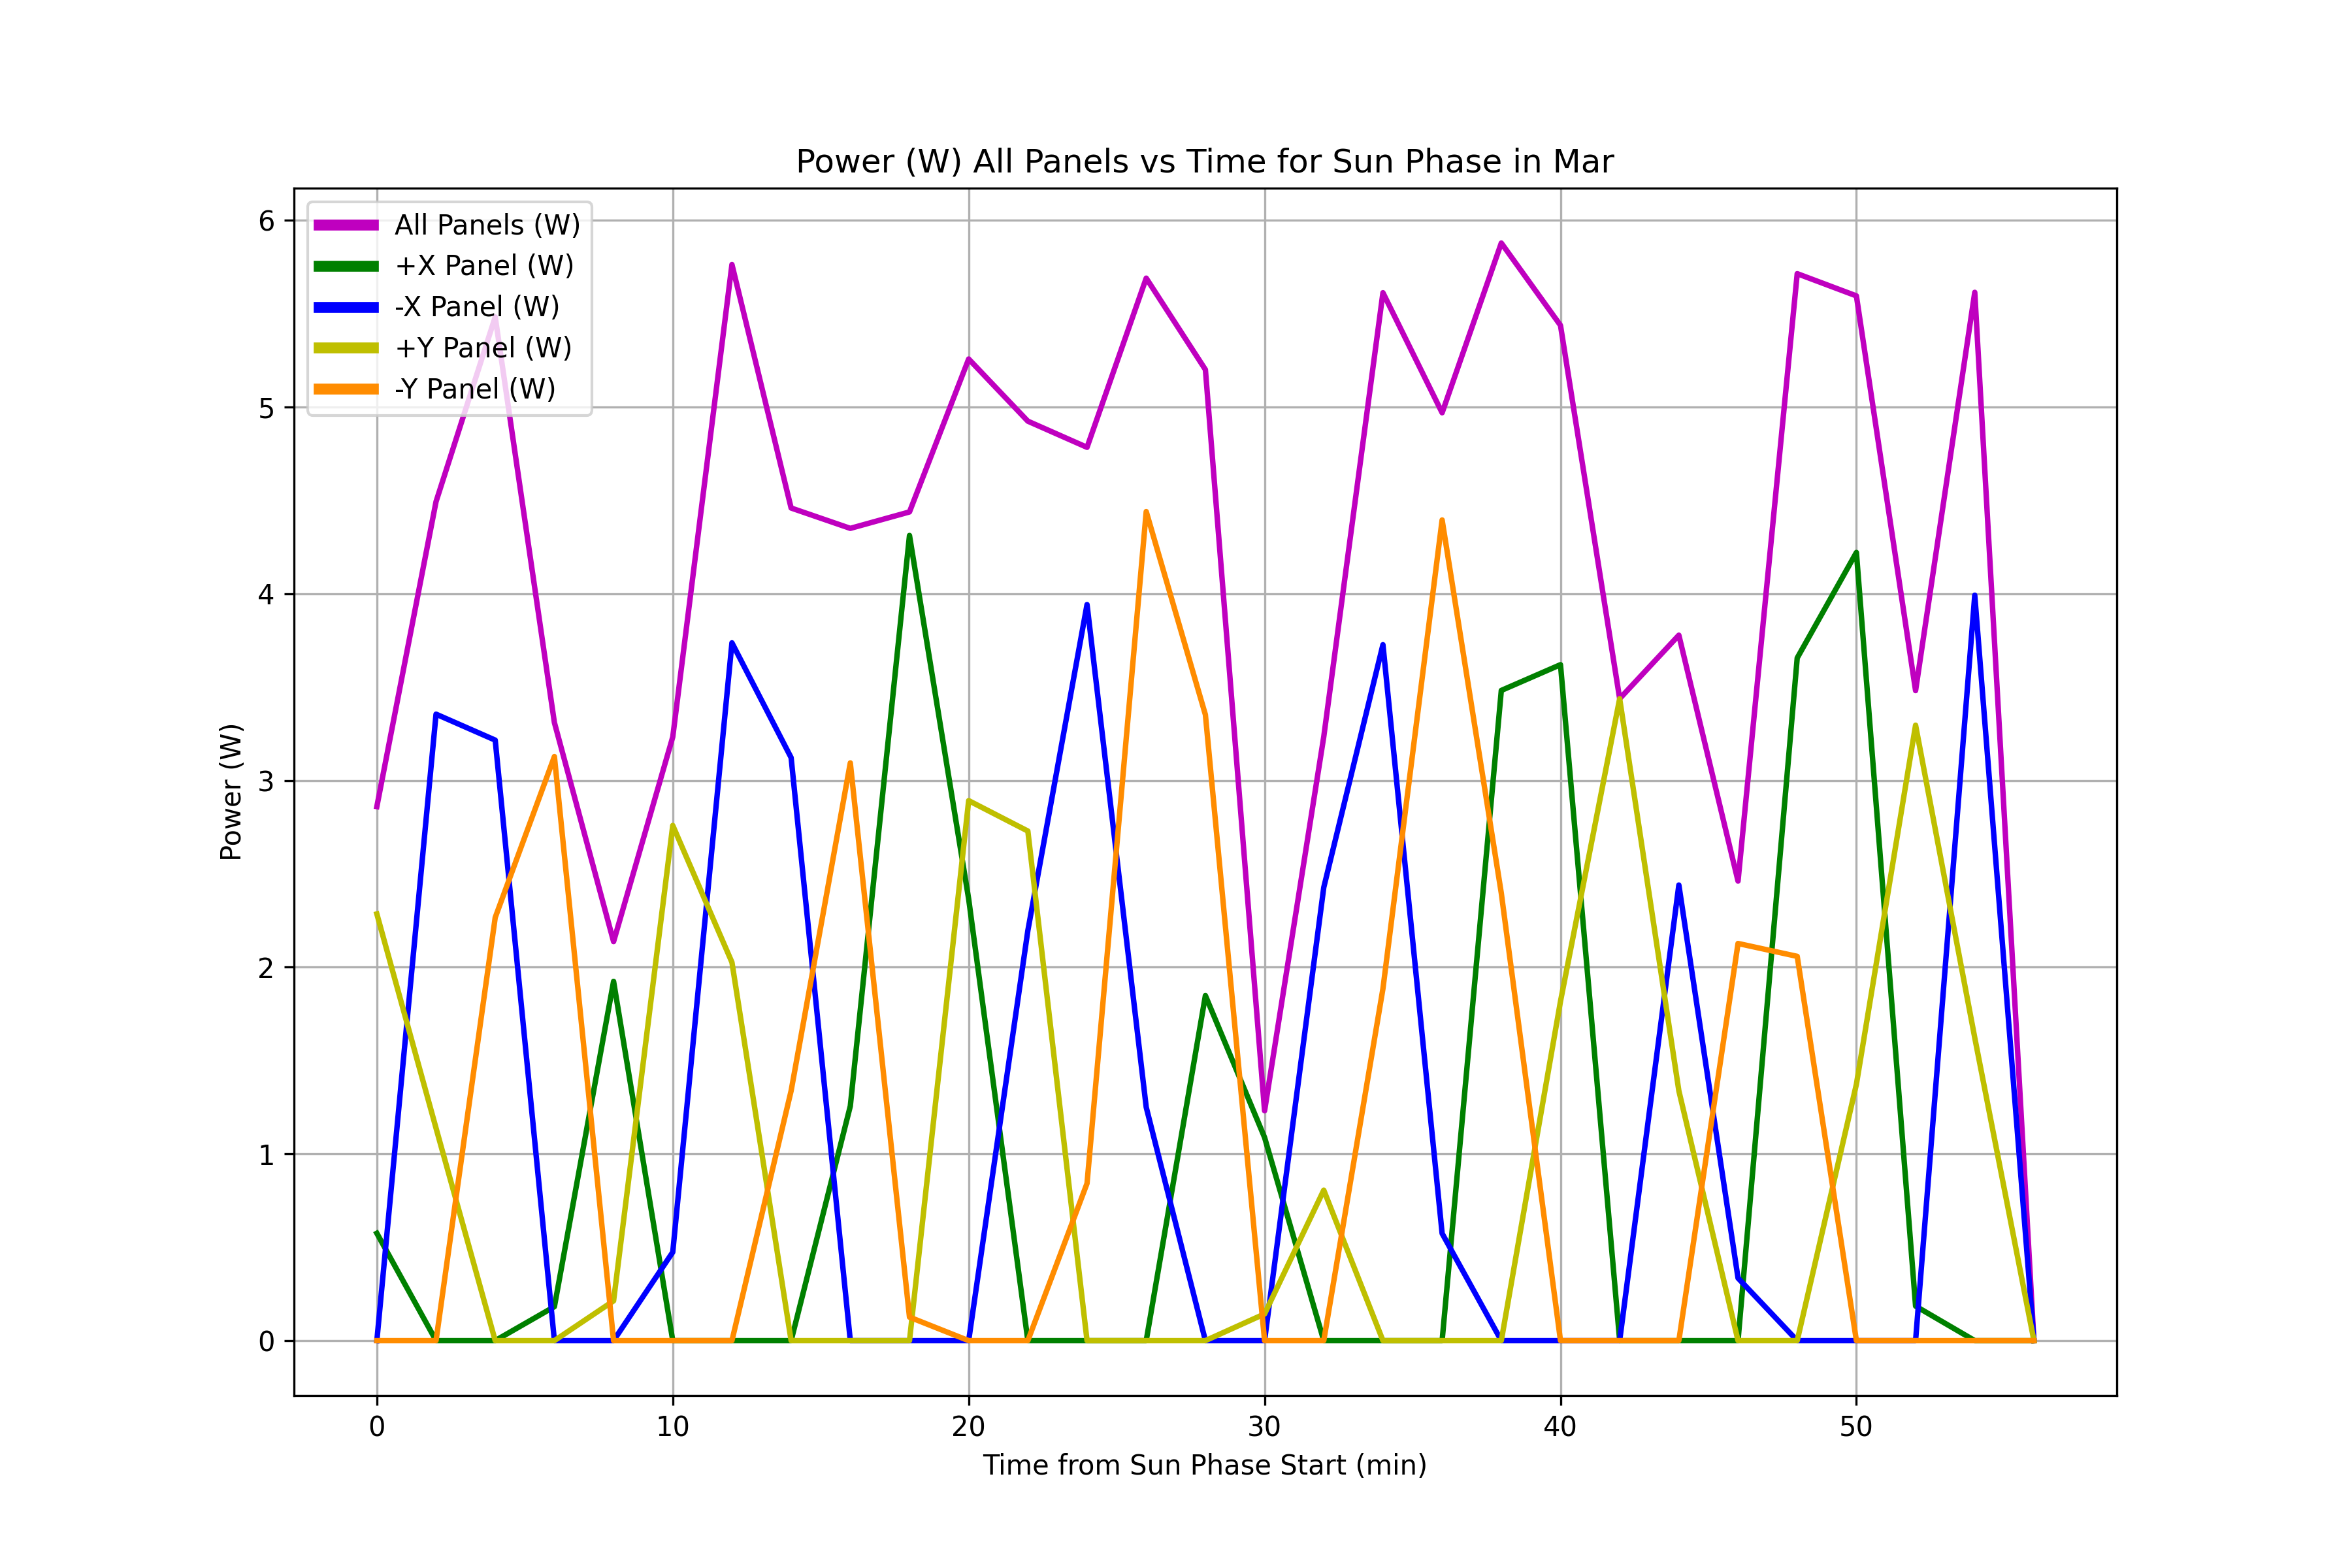 Power (W) All Panels vs Time for Sun Phase in Mar
All Panels (W)
+X Panel (W)
-X Panel (W)
+Y Panel (W)
-Y Panel (W)
6
5
4
3
2
1
0
Power (W)
0 10 20 30 40 50
Time from Sun Phase Start (min)